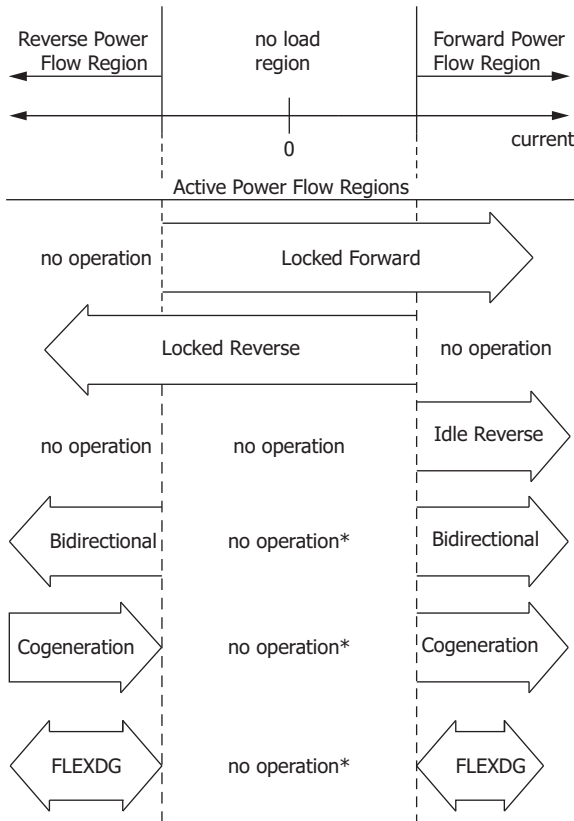 Reverse Power
Flow Region
no load
region
Forward Power
Flow Region
0
current
Active Power Flow Regions
no operation
Locked Forward
Locked Reverse
no operation
no operation
no operation
Idle Reverse
Bidirectional
no operation*
Bidirectional
Cogeneration
no operation*
Cogeneration
FLEXDG
no operation*
FLEXDG